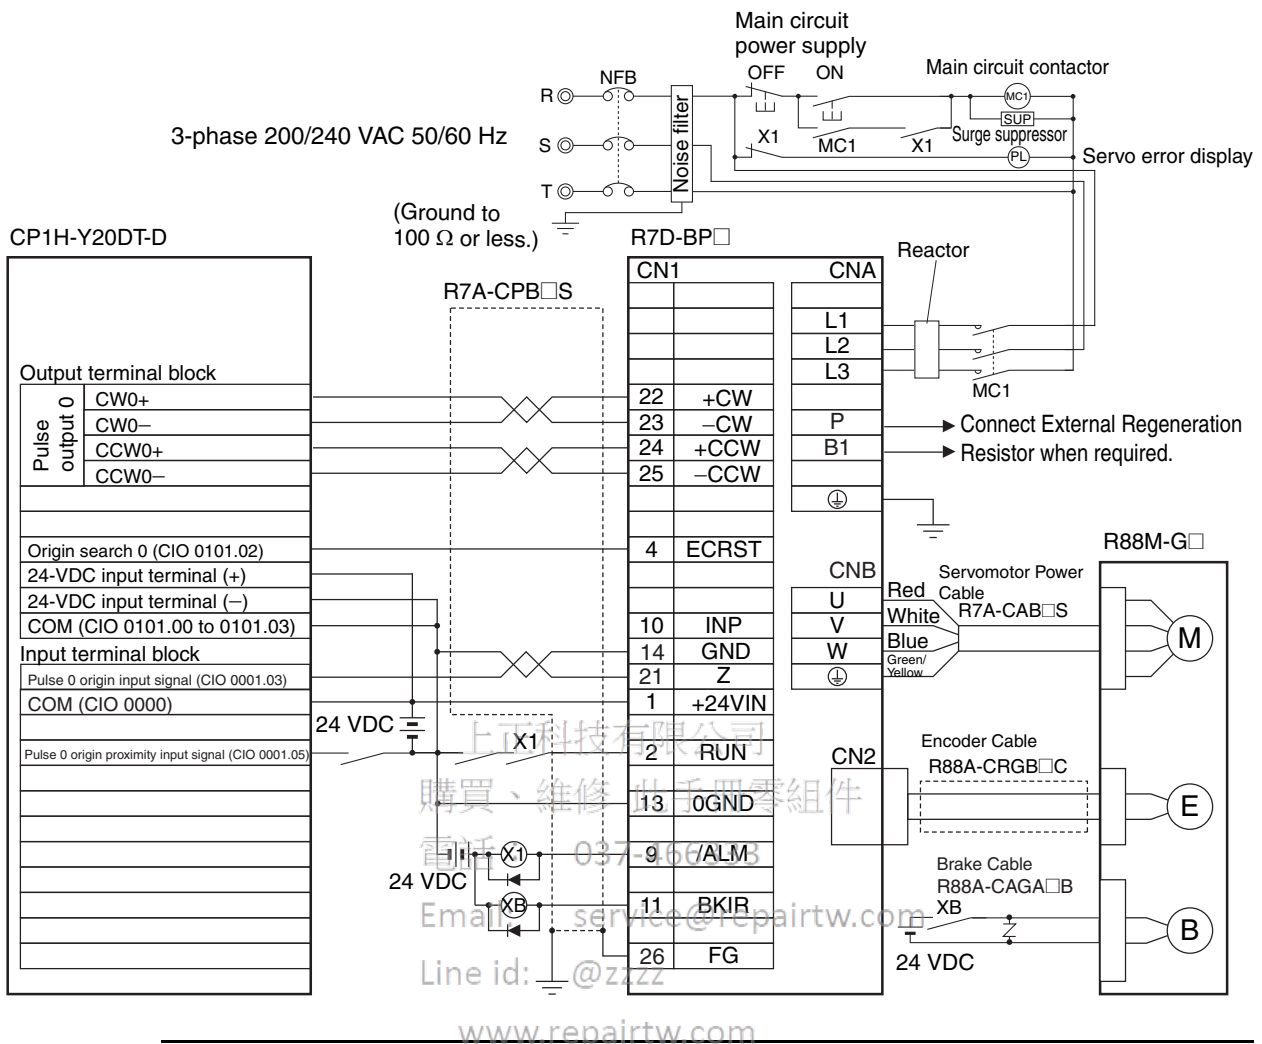 Main circuit
power supply
OFF ON
Main circuit contactor
NFB
R
MC1
SUP
Surge suppressor
3-phase 200/240 VAC 50/60 Hz
Noise filter
S
X1
MC1
X1
PL
Servo error display
T
(Ground to
100 Ω or less.)
CP1H-Y20DT-D
R7D-BP□
Reactor
CN1
CNA
R7A-CPB□S
L1
L2
L3
MC1
Output terminal block
Pulse
output 0
CW0+
22 +CW
CW0−
23 −CW
P
Connect External Regeneration
CCW0+
24 +CCW
B1
Resistor when required.
CCW0−
25 −CCW
R88M-G□
Origin search 0 (CIO 0101.02)
4 ECRST
24-VDC input terminal (+)
CNB
Red
Servomotor Power
Cable
R7A-CAB□S
24-VDC input terminal (−)
U
White
COM (CIO 0101.00 to 0101.03)
10 INP
V
Blue
M
Input terminal block
14 GND
W
Green/
Yellow
Pulse 0 origin input signal (CIO 0001.03)
21 Z
COM (CIO 0000)
1 +24VIN
24 VDC
上正科技有限公司
X1
Pulse 0 origin proximity input signal (CIO 0001.05)
2 RUN
CN2
Encoder Cable
R88A-CRGB□C
購買、維修 此手冊零組件
13 0GND
E
電話： 037-466333
X1
9 /ALM
24 VDC
Brake Cable
R88A-CAGA□B
XB
11 BKIR
XB
Email: service@repairtw.com
B
24 VDC
26 FG
Line id: @zzzz
www.repairtw.com